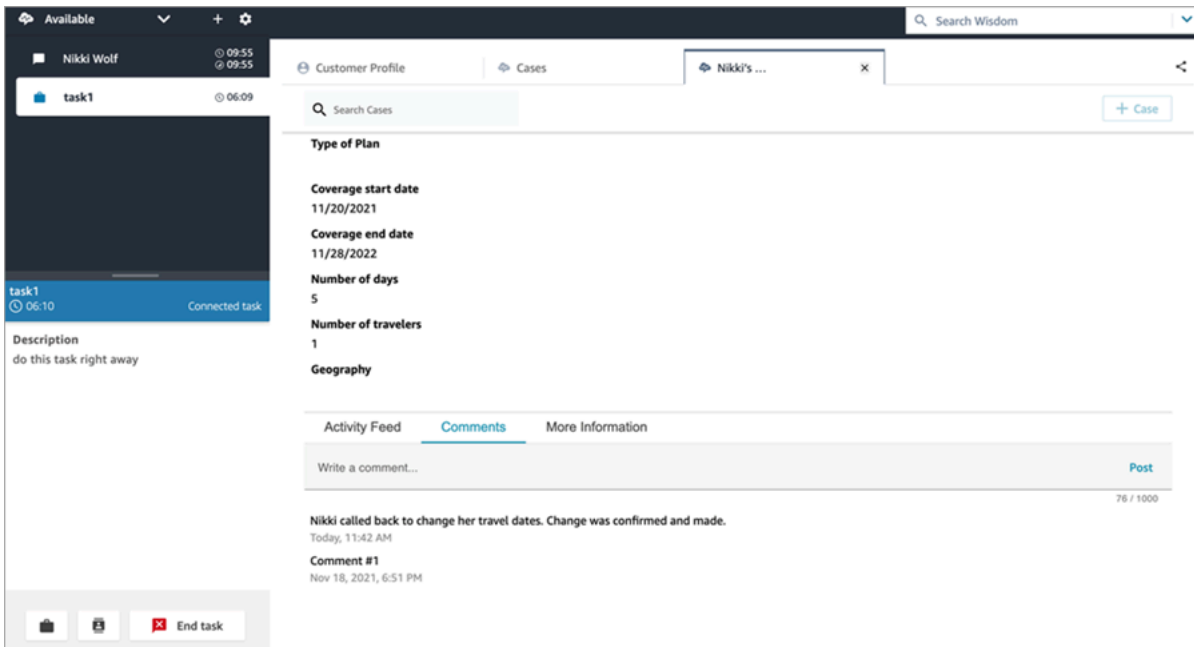 Available
Search Wisdom
Nikki Wolf
09:55
09:55
task1
06:09
Customer Profile
Cases
Nikki's ...
Search Cases
+ Case
Type of Plan
Coverage start date
11/20/2021
Coverage end date
11/28/2022
Number of days
5
Number of travelers
1
Geography
task1
06:10
Connected task
Description
do this task right away
Activity Feed
Comments
More Information
Write a comment...
Post
76 / 1000
Nikki called back to change her travel dates. Change was confirmed and made.
Today, 11:42 AM
Comment #1
Nov 18, 2021, 6:51 PM
End task